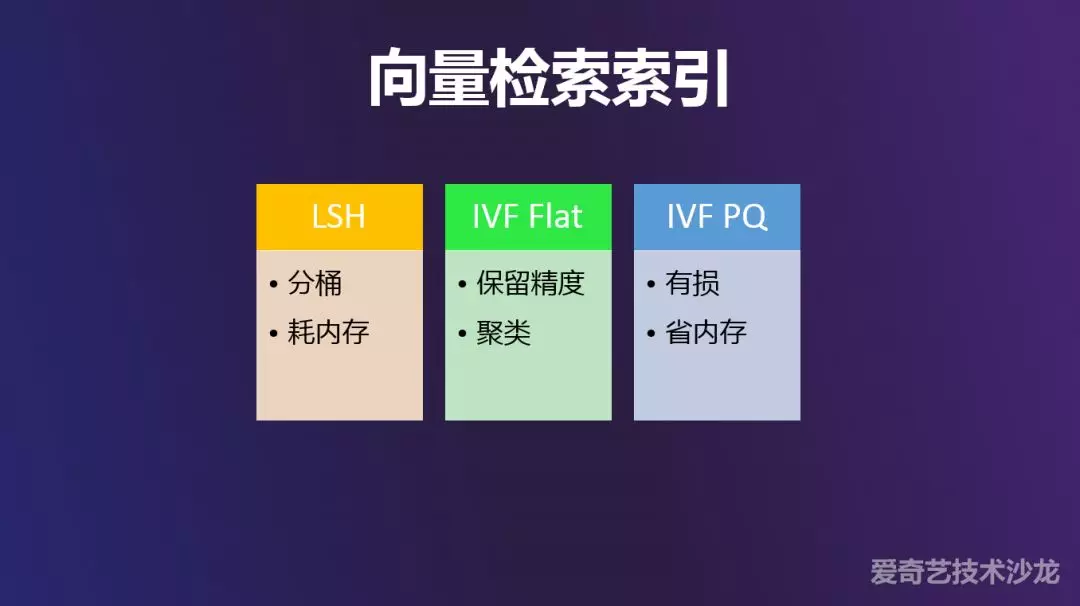 向量检索索引
LSH
• 分桶
• 耗内存
IVF Flat
• 保留精度
• 聚类
IVF PQ
• 有损
• 省内存
爱奇艺技术沙龙